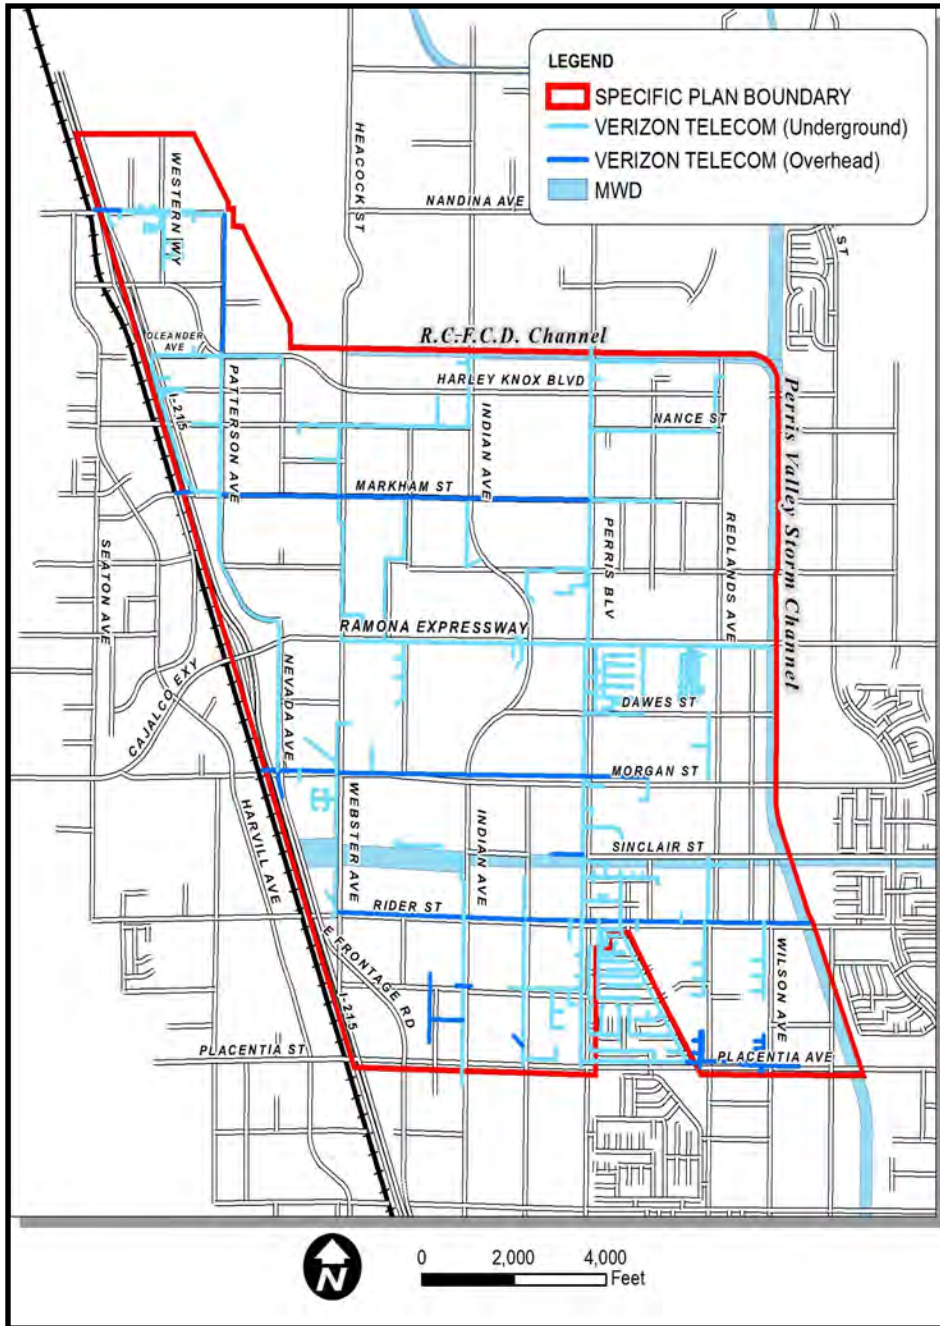 LEGEND
SPECIFIC PLAN BOUNDARY
VERIZON TELECOM (Underground)
VERIZON TELECOM (Overhead)
MWD
HEACOCK ST
WESTERN WY
NANDINA AVE
ST
OLEANDER
AVE
R.C.F.C.D. Channel
HARLEY KNOX BLVD
PATTERSON AVE
I-215
INDIAN AVE
NANCE ST
Perris Valley Storm Channel
MARKHAM ST
SEATON AVE
PERRIS BLV
REDLANDS AVE
RAMONA EXPRESSWAY
CAJALCO EXY
NEVADA AVE
DAWES ST
MORGAN ST
HARVILL AVE
WEBSTER AVE
INDIAN AVE
SINCLAIR ST
RIDER ST
E FRONTAGE RD
WILSON AVE
I-215
PLACENTIA ST
PLACENTIA AVE
N
0 2,000 4,000
Feet